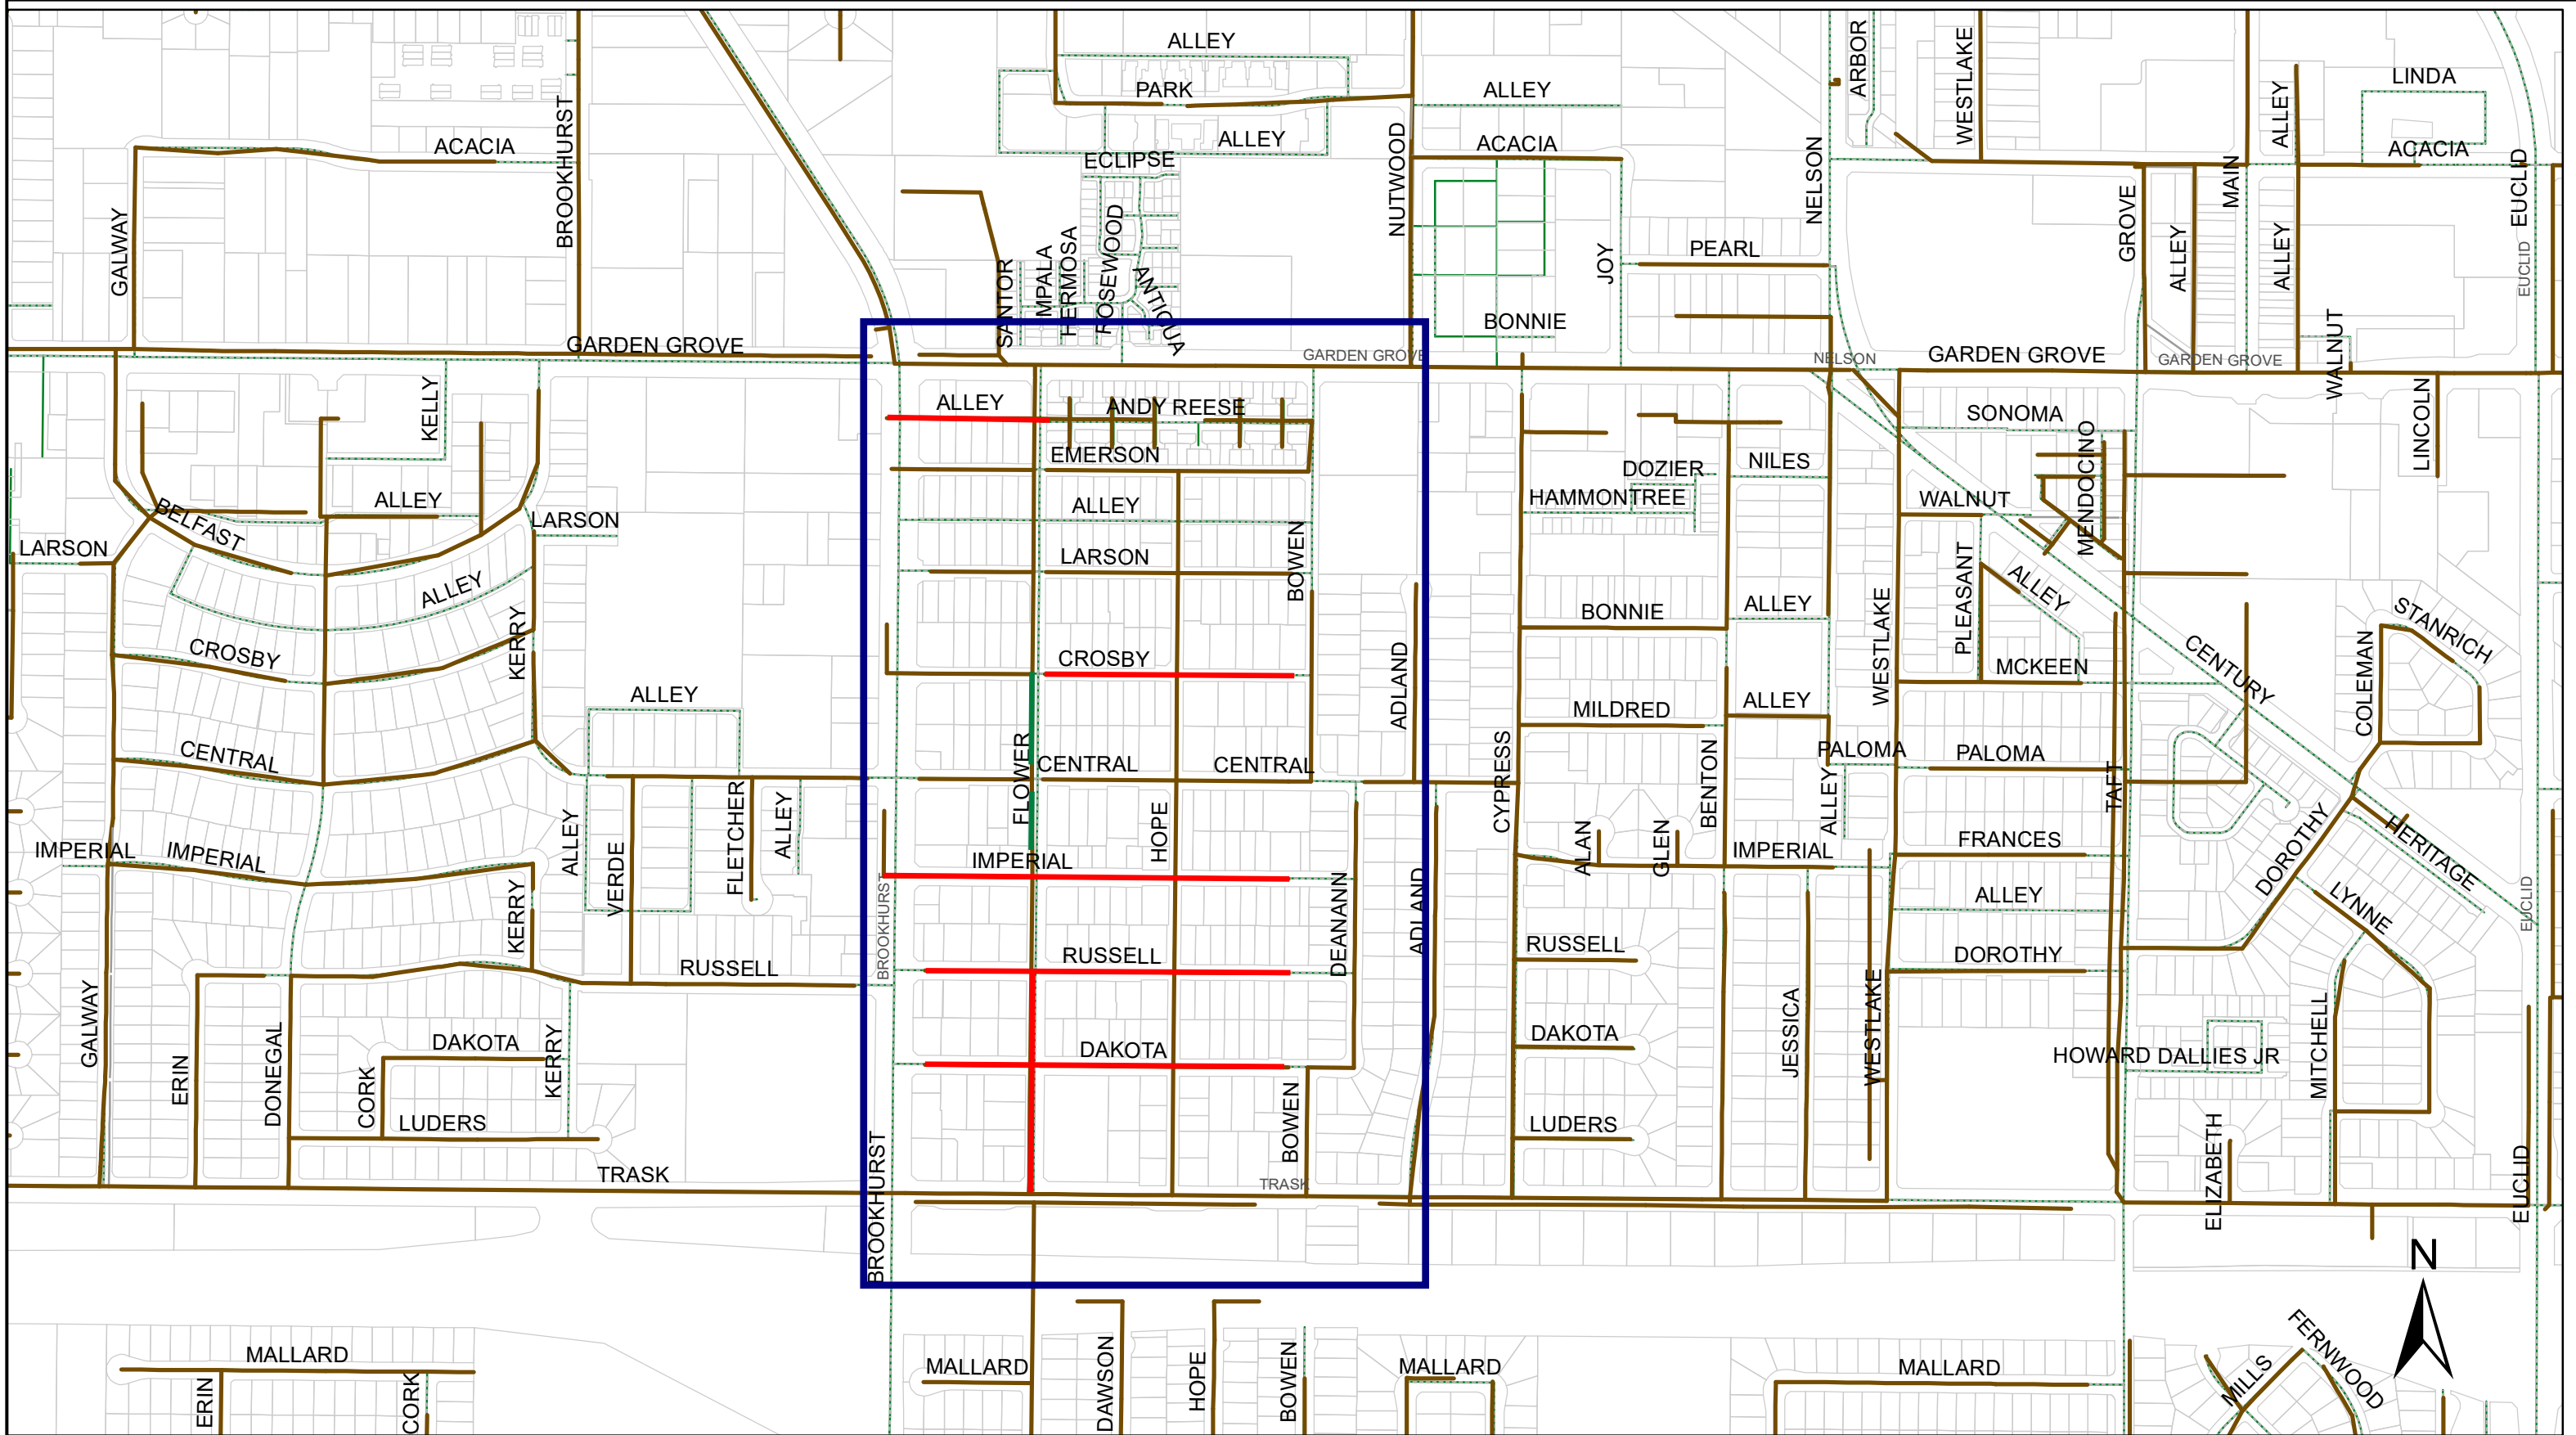 ALLEY
PARK
ALLEY
ARBOR
WESTLAKE
ALLEY
LINDA
BROOKHURST
ACACIA
ALLEY
ECLIPSE
NUTWOOD
ACACIA
NELSON
MAIN
ACACIA
EUCLID
GALWAY
SANTOR
MPALA
HERMOSA
ROSEWOOD
ANTIGUA
JOY
PEARL
GROVE
ALLEY
ALLEY
EUCLID
BONNIE
WALNUT
GARDEN GROVE
GARDEN GROVE
NELSON
GARDEN GROVE
GARDEN GROVE
KELLY
ALLEY
ANDY REESE
SONOMA
LINCOLN
EMERSON
DOZIER
NILES
MENDOCINO
ALLEY
BELFAST
LARSON
ALLEY
HAMMONTREE
WALNUT
LARSON
LARSON
BOWEN
PLEASANT
ALLEY
ALLEY
CROSBY
KERRY
CROSBY
ADLAND
BONNIE
ALLEY
WESTLAKE
MCKEEN
CENTURY
COLEMAN
STANRICH
ALLEY
MILDRED
ALLEY
CENTRAL
FLOWER
CENTRAL
CENTRAL
CYPRESS
BENTON
PALOMA
PALOMA
TAFT
ALLEY
VERDE
FLETCHER
ALLEY
HOPE
ALAN
GLEN
IMPERIAL
ALLEY
FRANCES
DOROTHY
HERITAGE
IMPERIAL
IMPERIAL
IMPERIAL
KERRY
BROOKHURST
DEANANN
ADLAND
ALLEY
LYNNE
EUCLID
RUSSELL
RUSSELL
RUSSELL
DOROTHY
GALWAY
ERIN
DONEGAL
CORK
DAKOTA
KERRY
DAKOTA
DAKOTA
JESSICA
WESTLAKE
HOWARD DALLIES JR
MITCHELL
LUDERS
BOWEN
LUDERS
ELIZABETH
EUCLID
TRASK
BROOKHURST
TRASK
N
MALLARD
ERIN
CORK
MALLARD
DAWSON
HOPE
BOWEN
MALLARD
MALLARD
MILLS
FERNWOOD